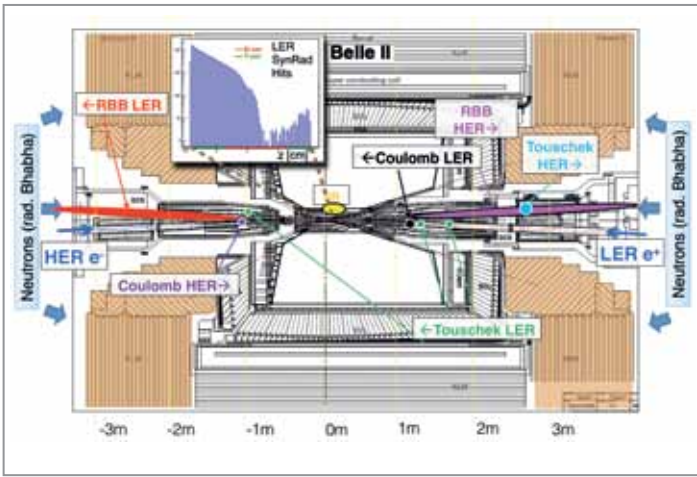 Belle II
LER
SynRad
Hits
z [cm]
←RBB LER
RBB
HER→
←Coulomb LER
Touschek
HER→
Neutrons (rad. Bhabha)
HER e-
Coulomb HER→
←Touschek LER
LER e+
Neutrons (rad. Bhabha)
-3m -2m -1m 0m 1m 2m 3m